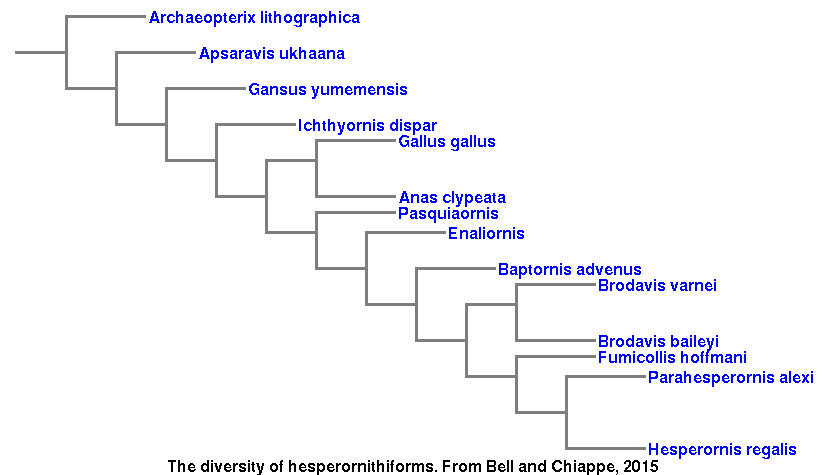 Archaeopterix lithographica
Apsaravis ukhaana
Gansus yumemensis
Ichthyornis dispar
Gallus gallus
Anas clypeata
Pasquiaornis
Enaliornis
Baptornis advenus
Brodavis varnei
Brodavis baileyi
Fumicollis hoffmani
Parahesperornis alexi
Hesperornis regalis
The diversity of hesperornithiforms. From Bell and Chiappe, 2015